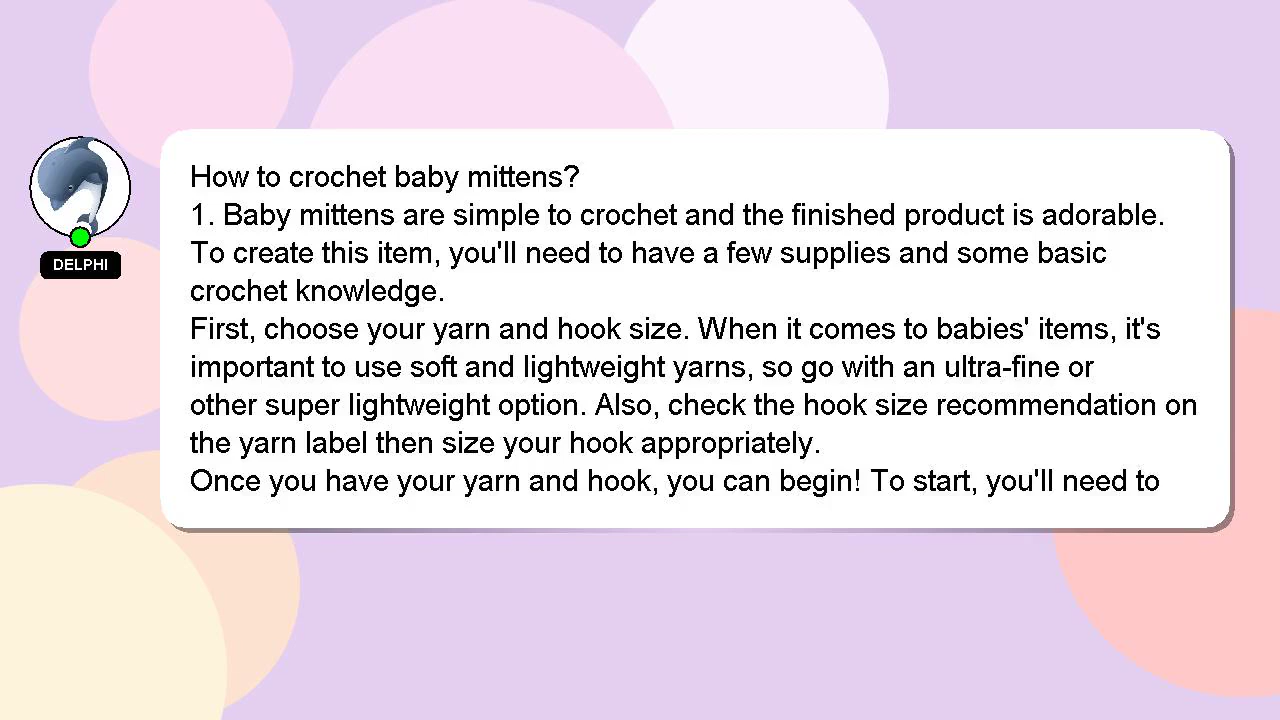 DELPHI
How to crochet baby mittens?
1. Baby mittens are simple to crochet and the finished product is adorable.
To create this item, you'll need to have a few supplies and some basic
crochet knowledge.
First, choose your yarn and hook size. When it comes to babies' items, it's
important to use soft and lightweight yarns, so go with an ultra-fine or
other super lightweight option. Also, check the hook size recommendation on
the yarn label then size your hook appropriately.
Once you have your yarn and hook, you can begin! To start, you'll need to